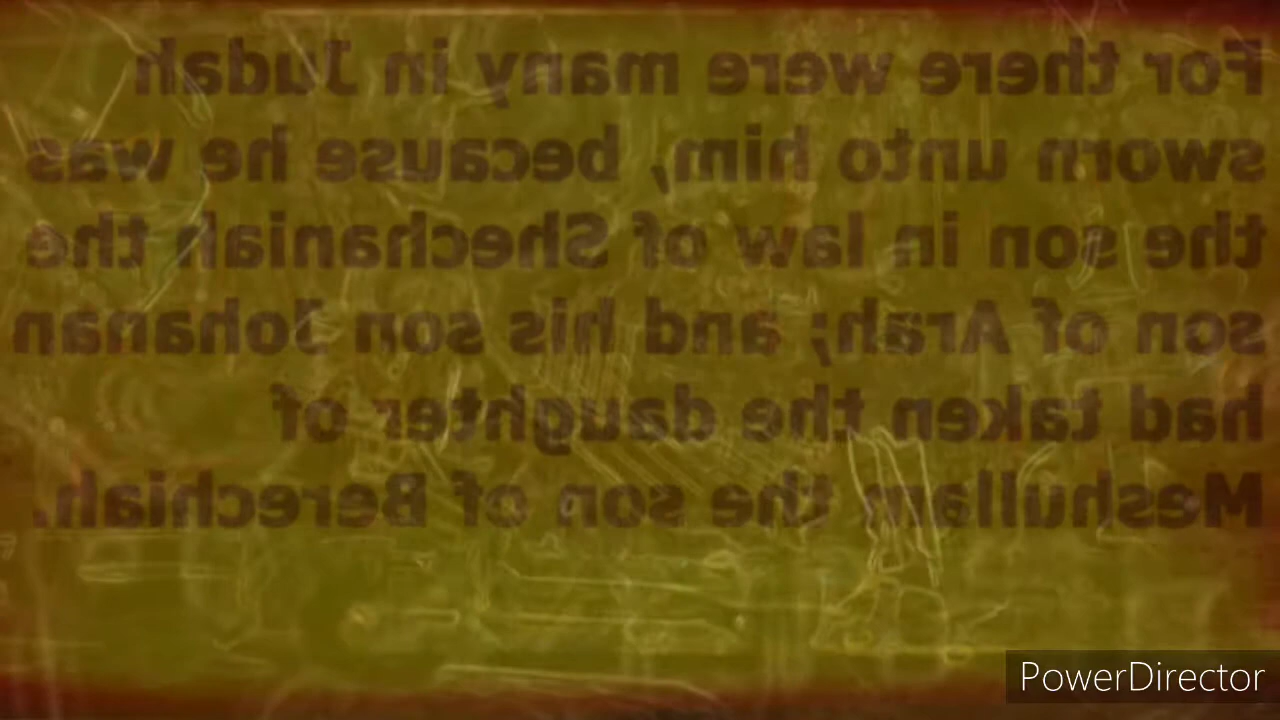 For there were many in Judah
sworn unto him, because he was
the son in law of Shechaniah the
son of Arah; and his son Johanan
had taken the daughter of
Meshullam the son of Berechiah.
PowerDirector